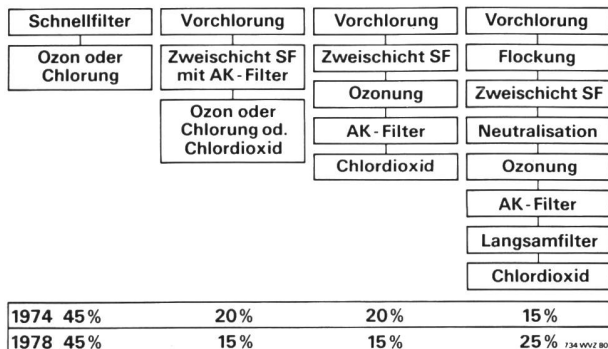 Schnellfilter
Ozon oder
Chlorung
Vorchlorung
Zweischicht SF
mit AK-Filter
Ozon oder
Chlorung od.
Chlordioxid
Vorchlorung
Zweischicht SF
Ozonung
AK-Filter
Chlordioxid
Vorchlorung
Flockung
Zweischicht SF
Neutralisation
Ozonung
AK-Filter
Langsamfilter
Chlordioxid
1974 45% 20% 20% 15%
1978 45% 15% 15% 25%